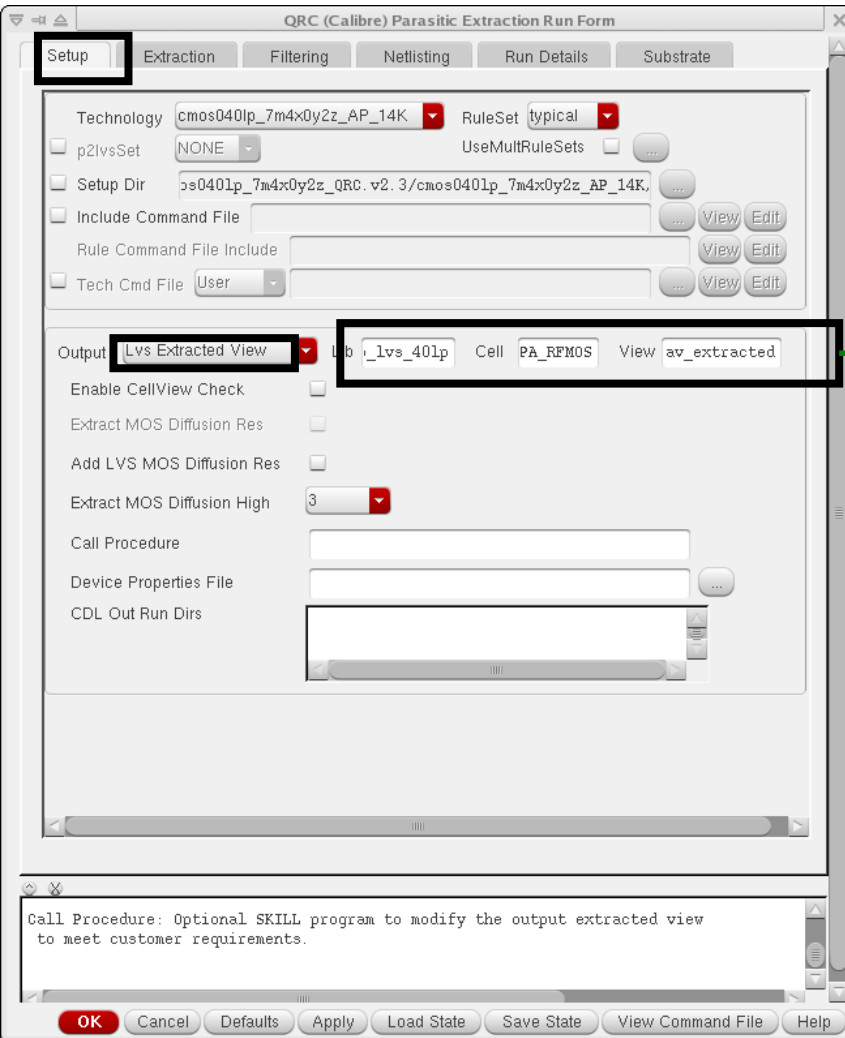 QRC (Calibre) Parasitic Extraction Run Form
Setup Extraction Filtering Netlisting Run Details Substrate
Technology cmos040lp_7m4x0y2z_AP_14K RuleSet typical
p2lvsSet NONE UseMultRuleSets ...
Setup Dir os040lp_7m4x0y2z_QRC.v2.3/cmos040lp_7m4x0y2z_AP_14K, ...
Include Command File ... View Edit
Rule Command File Include View Edit
Tech Cmd File User ... View Edit
Output Lvs Extracted View _lvs_40lp Cell PA_RFMOS View av_extracted
Enable CellView Check
Extract MOS Diffusion Res
Add LVS MOS Diffusion Res
Extract MOS Diffusion High 3
Call Procedure
Device Properties File ...
CDL Out Run Dirs
Call Procedure: Optional SKILL program to modify the output extracted view
to meet customer requirements.
OK Cancel Defaults Apply Load State Save State View Command File Help